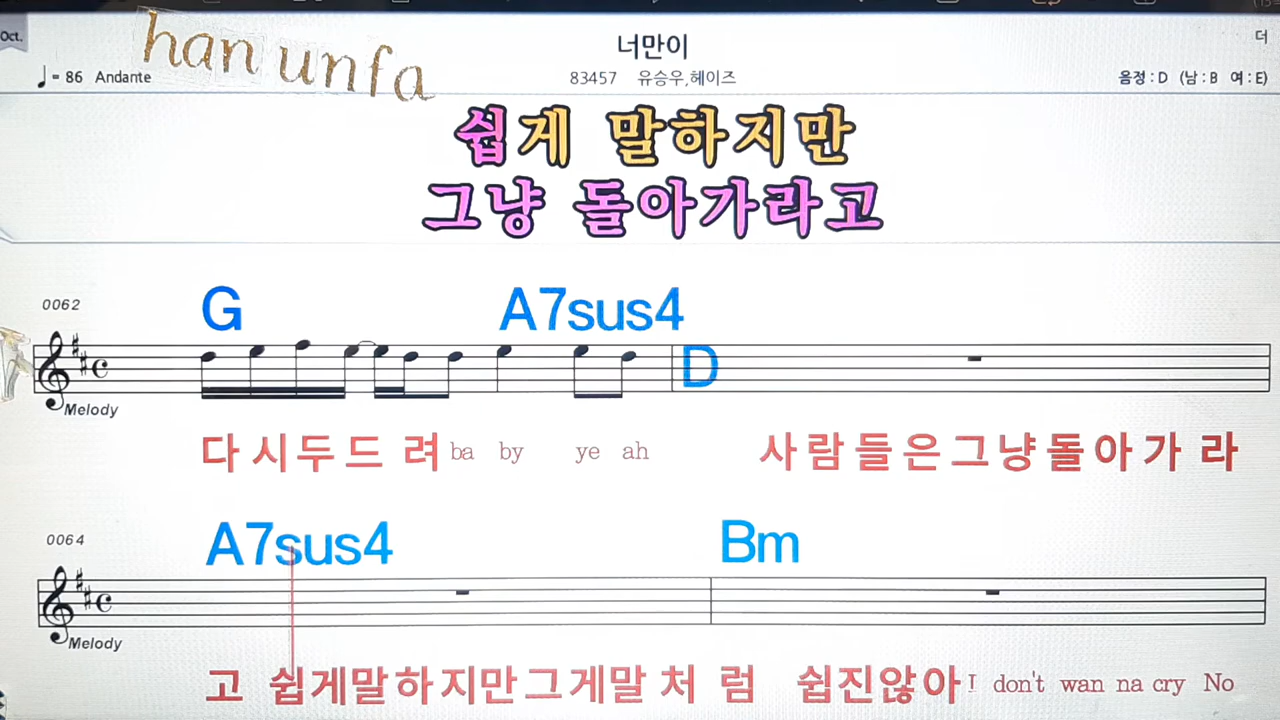 Oct.
han unfa
너만이
더
♩= 86 Andante
83457 유승우,헤이즈
음정 : D (남 : B 여 : E)
쉽게 말하지만
그냥 돌아가라고
0062
G A7sus4
D
Melody
다시두드려 ba by ye ah 사람들은그냥돌아가라
0064
A7sus4 Bm
Melody
고 쉽게말하지만그게말처럼 쉽진않아 I don't wan na cry No